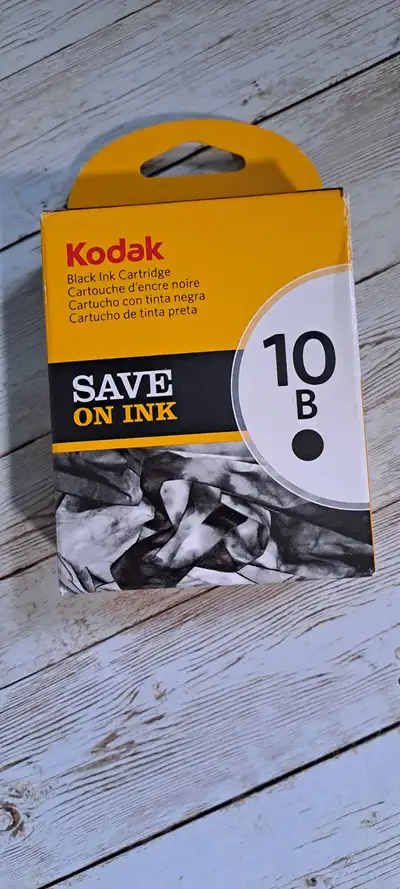 Kodak
Black Ink Cartridge
Cartouche d'encre noire
Cartucho con tinta negra
Cartucho de tinta preta
SAVE
ON INK
10
B